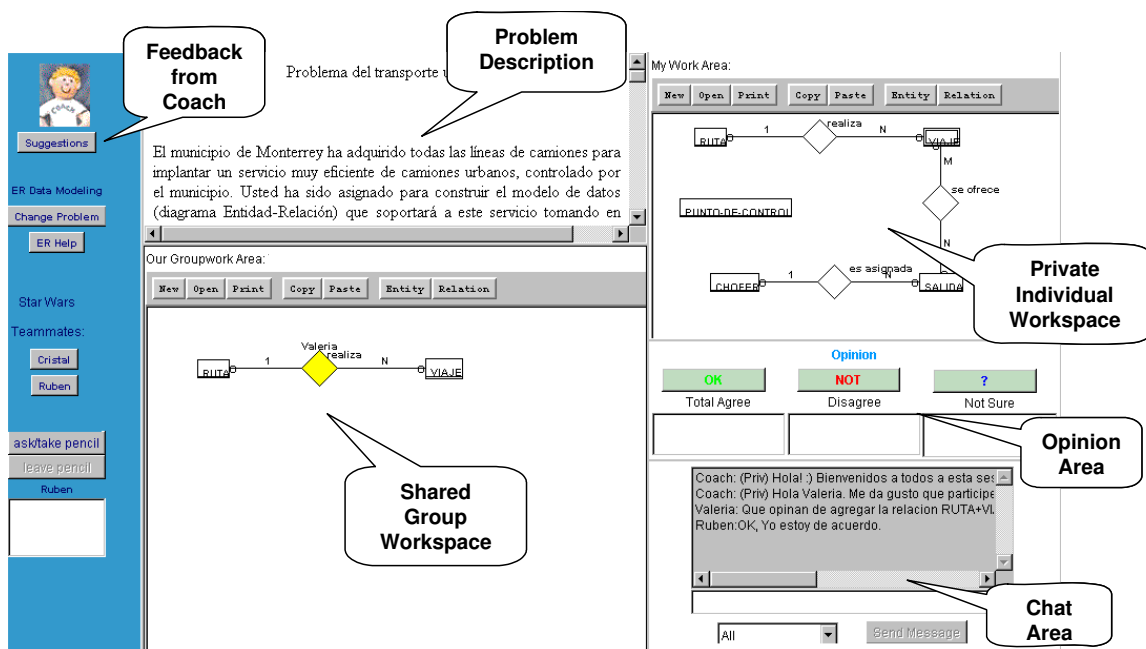 Feedback
from
Coach
COACH
Suggestions
ER Data Modeling
Change Problem
ER Help
Star Wars
Teammates:
Cristal
Ruben
ask/take pencil
leave pencil
Ruben
Problem
Description
Problema del transporte
El municipio de Monterrey ha adquirido todas las líneas de camiones para
implantar un servicio muy eficiente de camiones urbanos, controlado por
el municipio. Usted ha sido asignado para construir el modelo de datos
(diagrama Entidad-Relación) que soportará a este servicio tomando en
Our Groupwork Area:
New Open Print Copy Paste Entity Relation
Valeria
realiza
RUTA 1 N VIAJE
Shared
Group
Workspace
My Work Area:
New Open Print Copy Paste Entity Relation
realiza
RUTA 1 N VIAJE
M
se ofrece
PUNTO-DE-CONTROL
N
es asignada
CHOFER 1 N SALIDA
Private
Individual
Workspace
Opinion
OK NOT ?
Total Agree Disagree Not Sure
Opinion
Area
Coach: (Priv) Hola! :) Bienvenidos a todos a esta ses
Coach: (Priv) Hola Valeria. Me da gusto que participe
Valeria: Que opinan de agregar la relacion RUTA+VI
Ruben:OK, Yo estoy de acuerdo.
Chat
Area
All Send Message